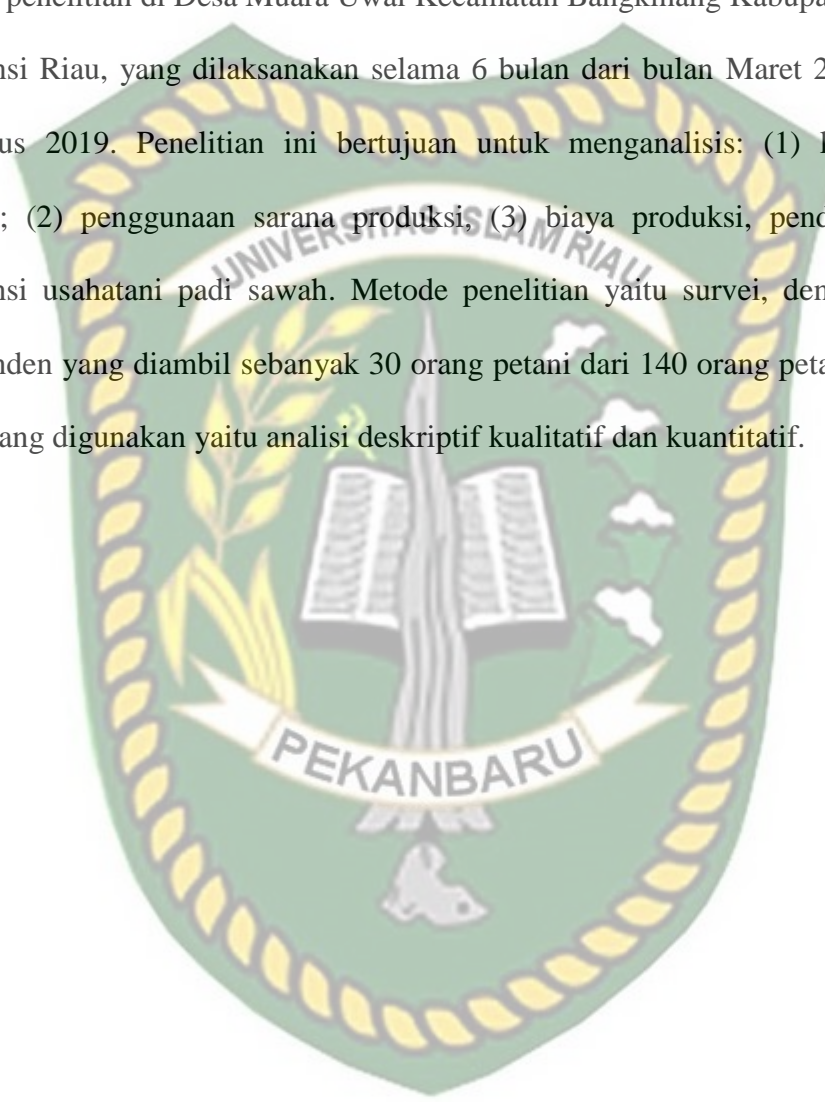 penelitian di Desa Muara Uwai Kecamatan Bangkinang Kabupa
nsi Riau, yang dilaksanakan selama 6 bulan dari bulan Maret 2
us 2019. Penelitian ini bertujuan untuk menganalisis: (1)
; (2) penggunaan sarana produksi, (3) biaya produksi, pend
nsi usahatani padi sawah. Metode penelitian yaitu survei, den
nden yang diambil sebanyak 30 orang petani dari 140 orang peta
ang digunakan yaitu analisi deskriptif kualitatif dan kuantitatif.
UNIVERSITAS ISLAM RIAU
PEKANBARU